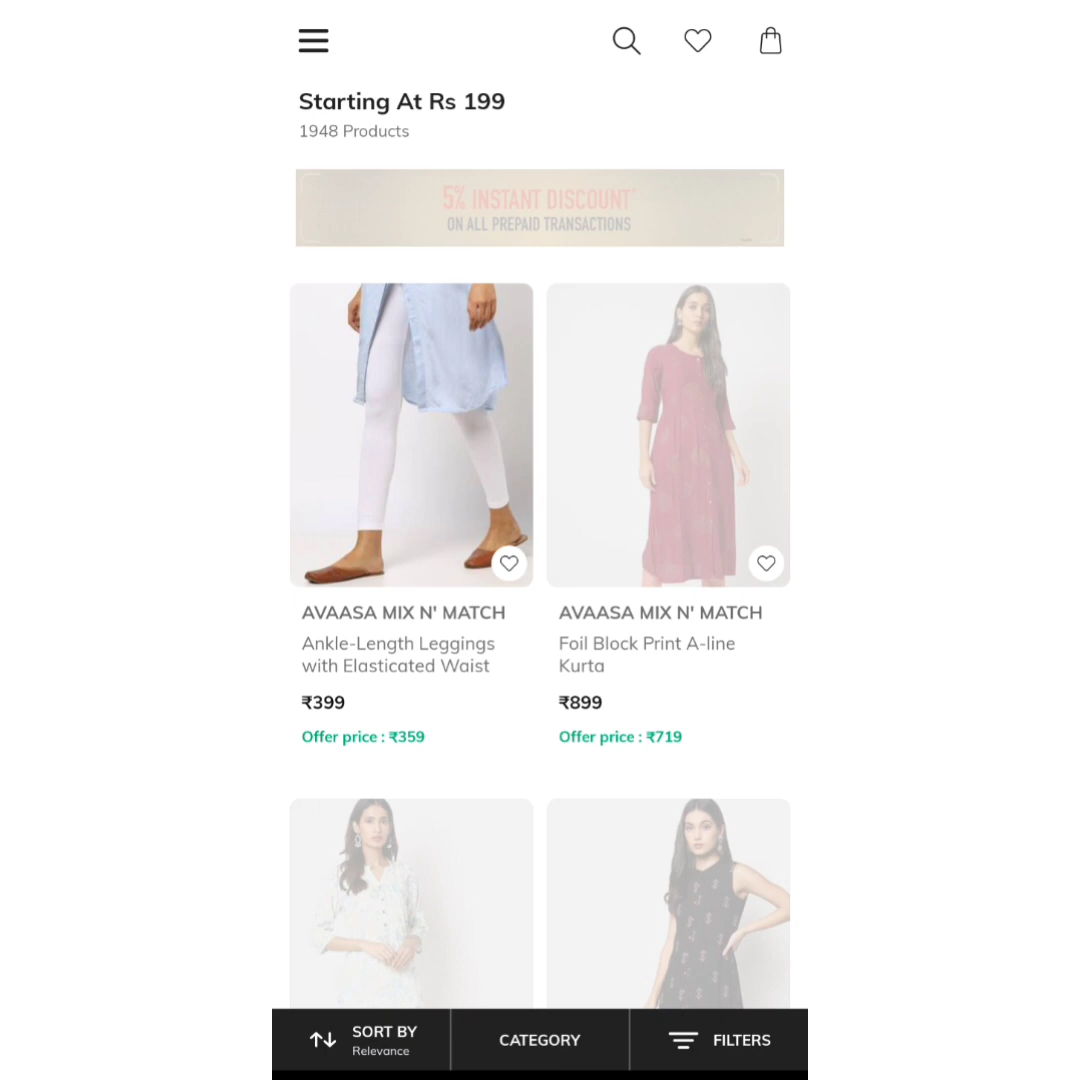 Starting At Rs 199
1948 Products
5% INSTANT DISCOUNT*
ON ALL PREPAID TRANSACTIONS
AVAASA MIX N' MATCH
Ankle-Length Leggings
with Elasticated Waist
₹399
Offer price : ₹359
AVAASA MIX N' MATCH
Foil Block Print A-line
Kurta
₹899
Offer price : ₹719
SORT BY
Relevance
CATEGORY
FILTERS